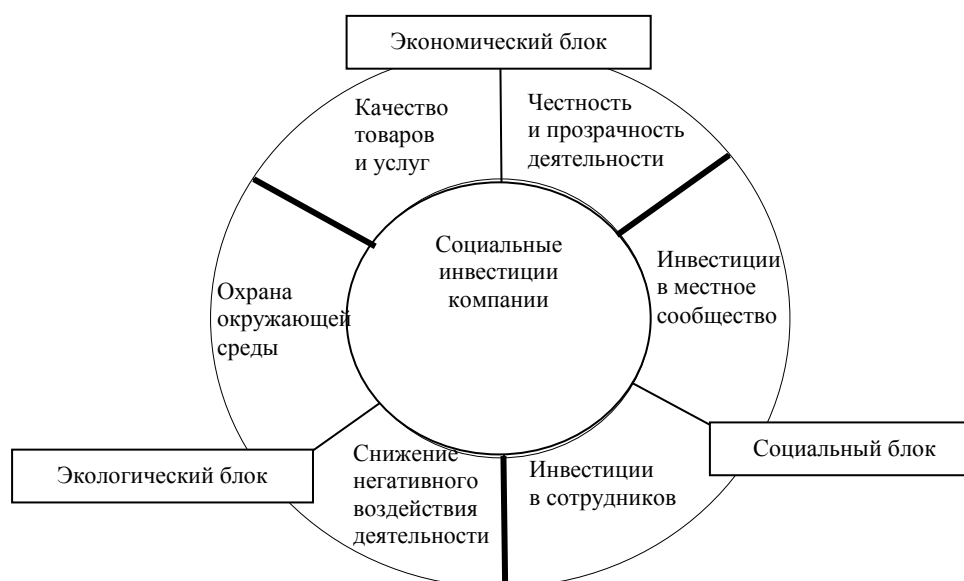 Экономический блок
Качество
товаров
и услуг
Честность
и прозрачность
деятельности
Социальные
инвестиции
компании
Инвестиции
в местное
сообщество
Охрана
окружающей
среды
Экологический блок
Социальный блок
Снижение
негативного
воздействия
деятельности
Инвестиции
в сотрудников